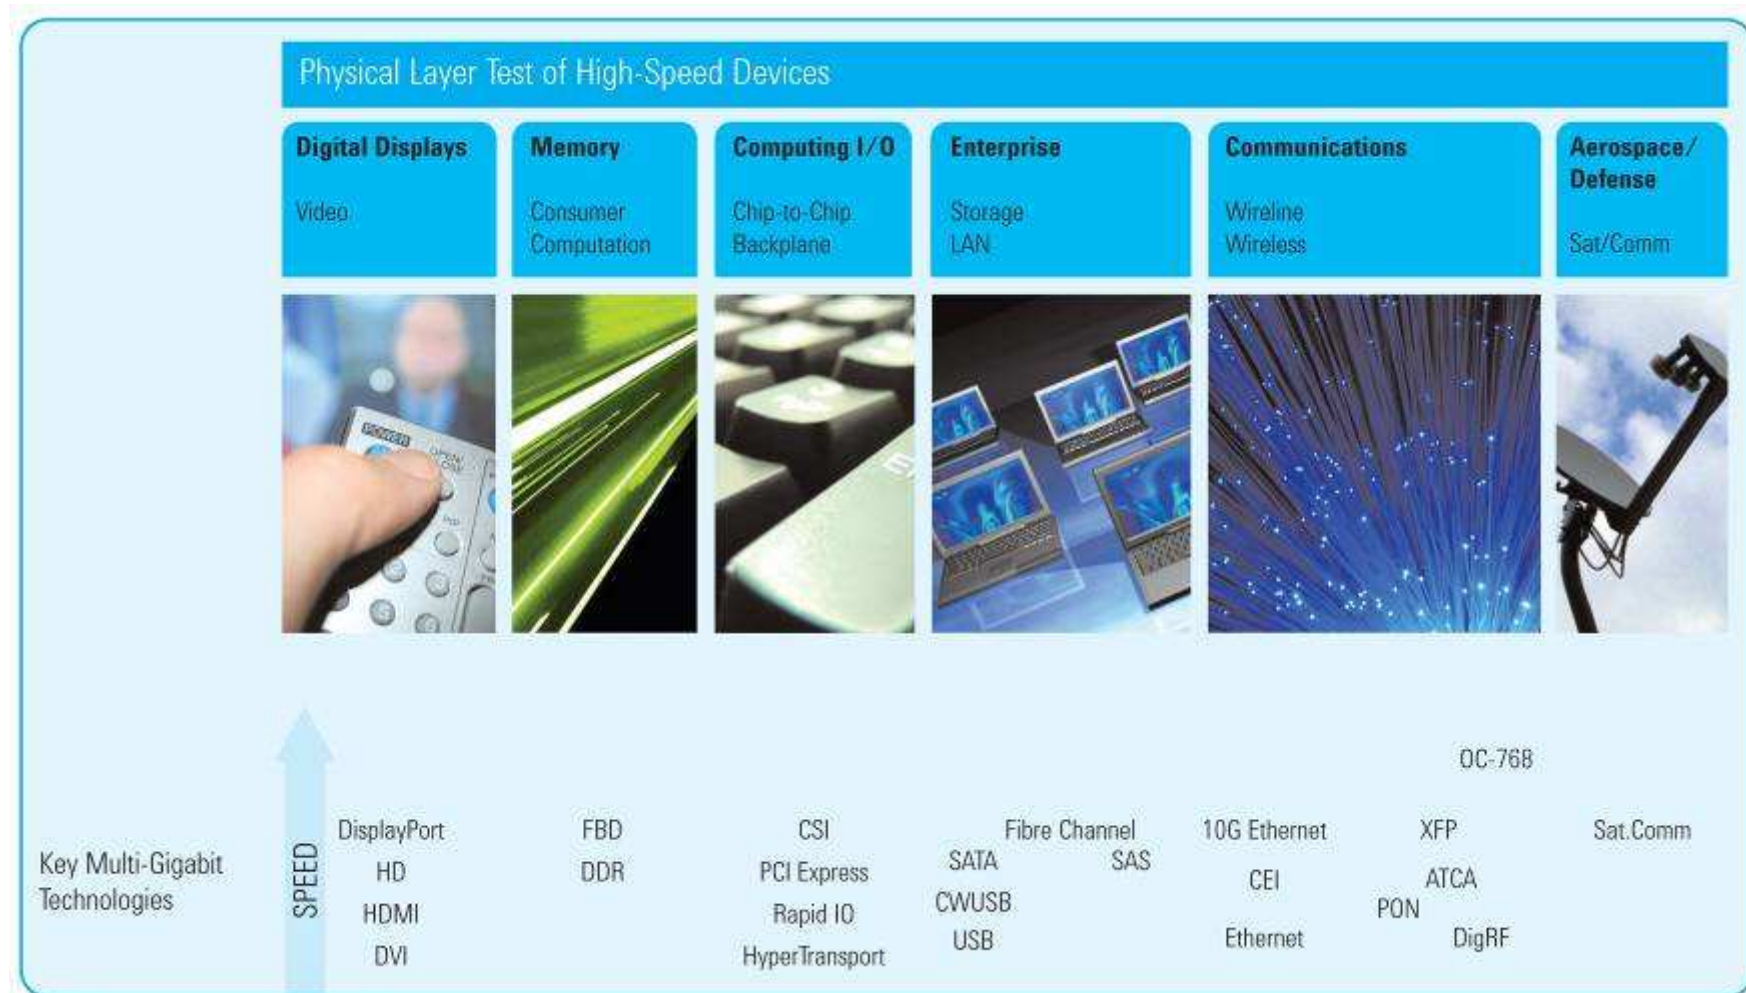 Physical Layer Test of High-Speed Devices
Digital Displays
Video
Memory
Consumer
Computation
Computing I/O
Chip-to-Chip
Backplane
Enterprise
Storage
LAN
Communications
Wireline
Wireless
Aerospace/
Defense
Sat/Comm
POWER
OPEN/
Key Multi-Gigabit
Technologies
SPEED
DisplayPort
HD
HDMI
DVI
FBD
DDR
CSI
PCI Express
Rapid IO
HyperTransport
Fibre Channel
SATA
SAS
CWUSB
USB
10G Ethernet
CEI
Ethernet
OC-768
XFP
ATCA
PON
DigRF
Sat.Comm